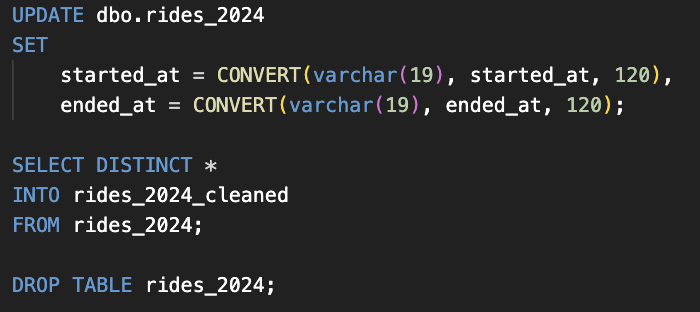 UPDATE dbo.rides_2024
SET
    started_at = CONVERT(varchar(19), started_at, 120),
    ended_at = CONVERT(varchar(19), ended_at, 120);

SELECT DISTINCT *
INTO rides_2024_cleaned
FROM rides_2024;

DROP TABLE rides_2024;